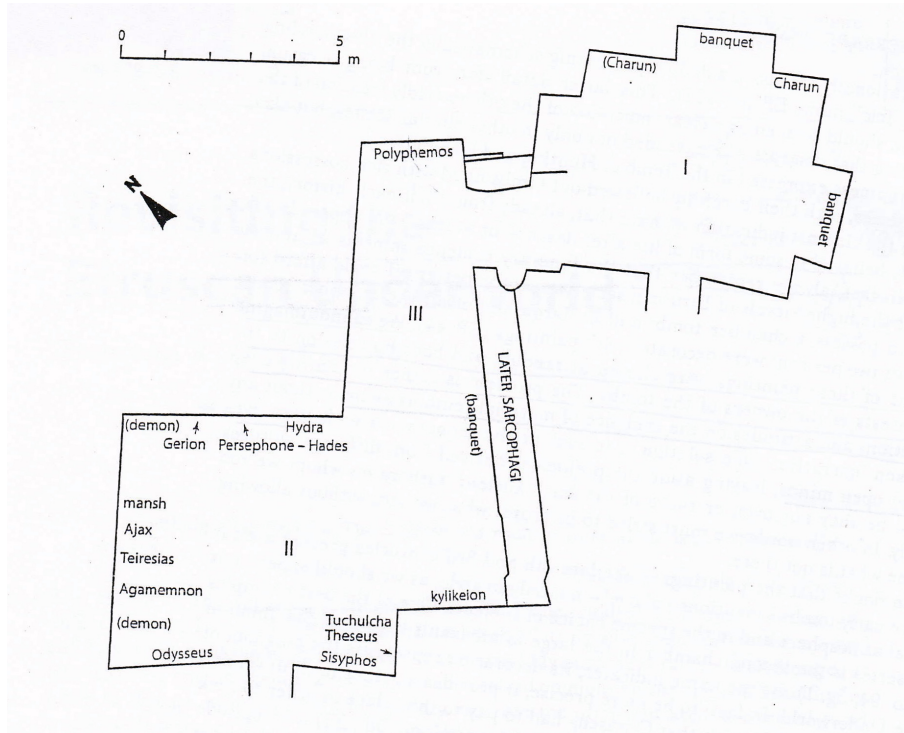 0 5
m
banquet
(Charun)
Charun
Polyphemos
I
banquet
N
III
LATER SARCOPHAGI
(banquet)
(demon) Hydra
Gerion Persephone – Hades
mansh
Ajax
II
Teiresias
Agamemnon
kylikeion
(demon)
Tuchulcha
Theseus
Odysseus
Sisyphos